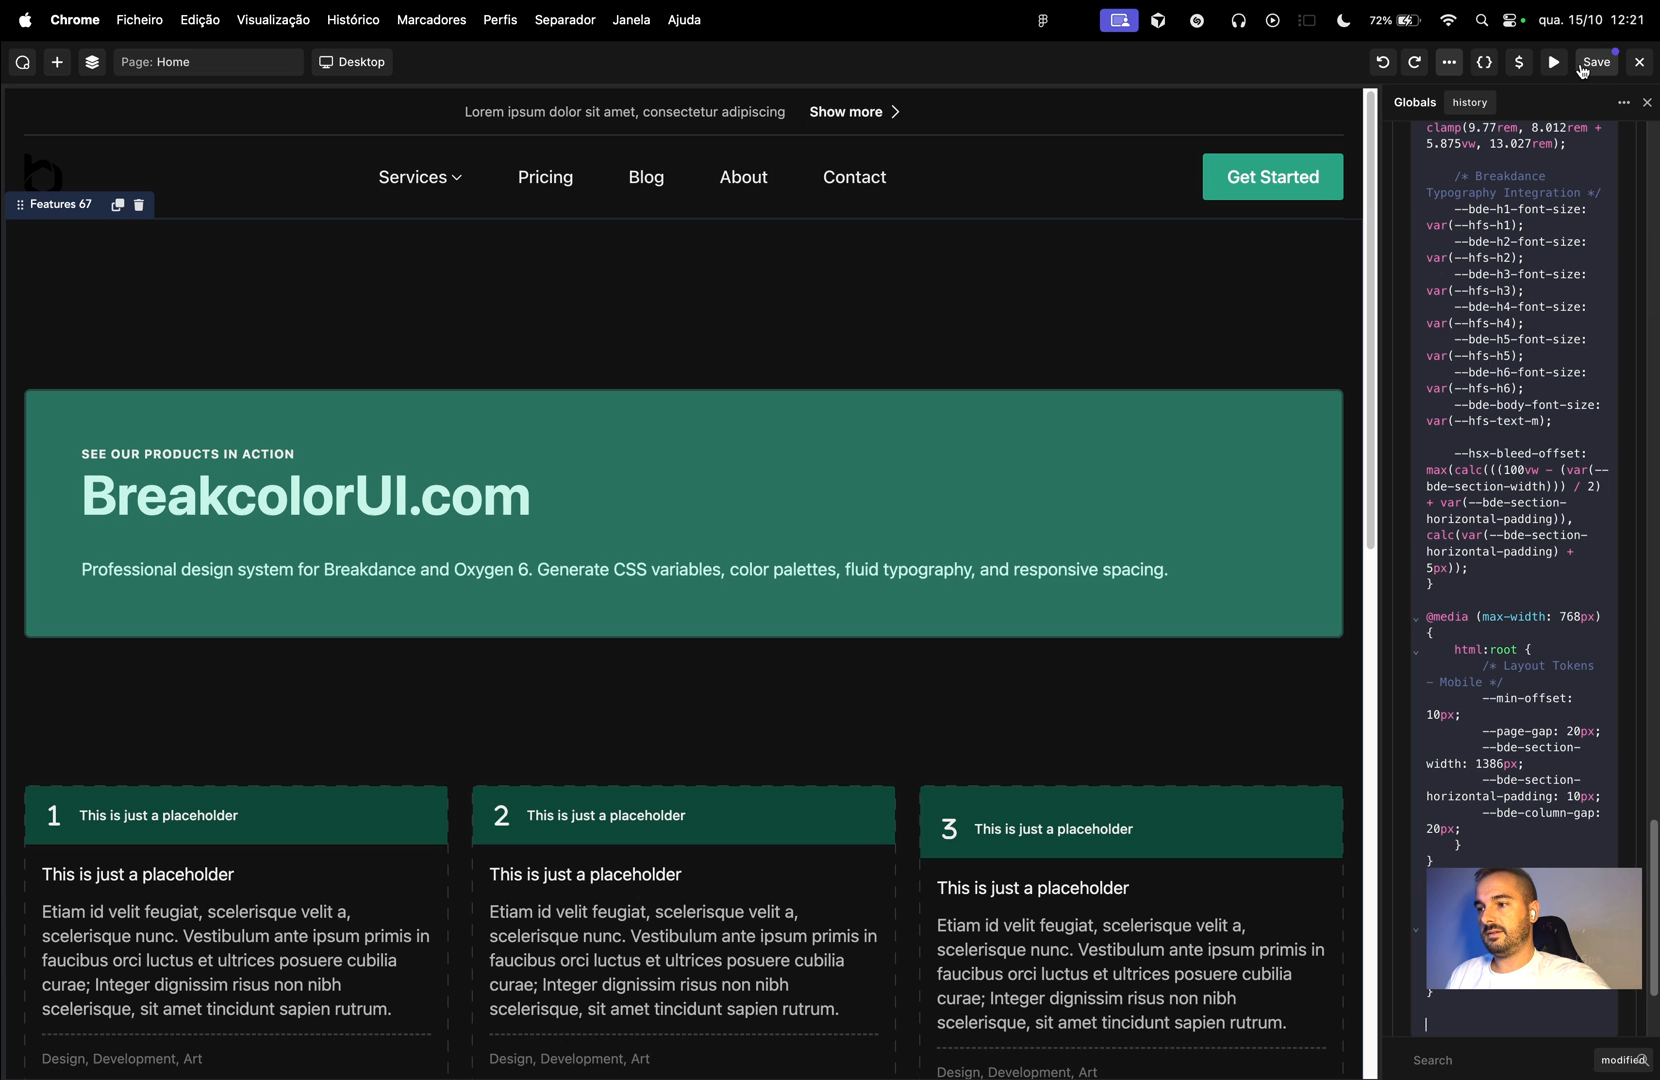 Chrome Ficheiro Edição Visualização Histórico Marcadores Perfis Separador Janela Ajuda 72% qua. 15/10 12:21
Page: Home Desktop {} $ Save
Lorem ipsum dolor sit amet, consectetur adipiscing Show more
Services Pricing Blog About Contact Get Started
Features 67
SEE OUR PRODUCTS IN ACTION
BreakcolorUI.com
Professional design system for Breakdance and Oxygen 6. Generate CSS variables, color palettes, fluid typography, and responsive spacing.
1 This is just a placeholder
This is just a placeholder
Etiam id velit feugiat, scelerisque velit a,
scelerisque nunc. Vestibulum ante ipsum primis in
faucibus orci luctus et ultrices posuere cubilia
curae; Integer dignissim risus non nibh
scelerisque, sit amet tincidunt sapien rutrum.
Design, Development, Art
2 This is just a placeholder
This is just a placeholder
Etiam id velit feugiat, scelerisque velit a,
scelerisque nunc. Vestibulum ante ipsum primis in
faucibus orci luctus et ultrices posuere cubilia
curae; Integer dignissim risus non nibh
scelerisque, sit amet tincidunt sapien rutrum.
Design, Development, Art
3 This is just a placeholder
This is just a placeholder
Etiam id velit feugiat, scelerisque velit a,
scelerisque nunc. Vestibulum ante ipsum primis in
faucibus orci luctus et ultrices posuere cubilia
curae; Integer dignissim risus non nibh
scelerisque, sit amet tincidunt sapien rutrum.
Design, Development, Art
Globals history
clamp(9.77rem, 8.012rem +
5.875vw, 13.027rem);
/* Breakdance
Typography Integration */
--bde-h1-font-size:
var(--hfs-h1);
--bde-h2-font-size:
var(--hfs-h2);
--bde-h3-font-size:
var(--hfs-h3);
--bde-h4-font-size:
var(--hfs-h4);
--bde-h5-font-size:
var(--hfs-h5);
--bde-h6-font-size:
var(--hfs-h6);
--bde-body-font-size:
var(--hfs-text-m);
--hsx-bleed-offset:
max(calc(((100vw - (var(--
bde-section-width))) / 2)
+ var(--bde-section-
horizontal-padding)),
calc(var(--bde-section-
horizontal-padding) +
5px));
}
@media (max-width: 768px)
{
html:root {
/* Layout Tokens
- Mobile */
--min-offset:
10px;
--page-gap: 20px;
--bde-section-
width: 1386px;
--bde-section-
horizontal-padding: 10px;
--bde-column-gap:
20px;
}
}
}
Search modified